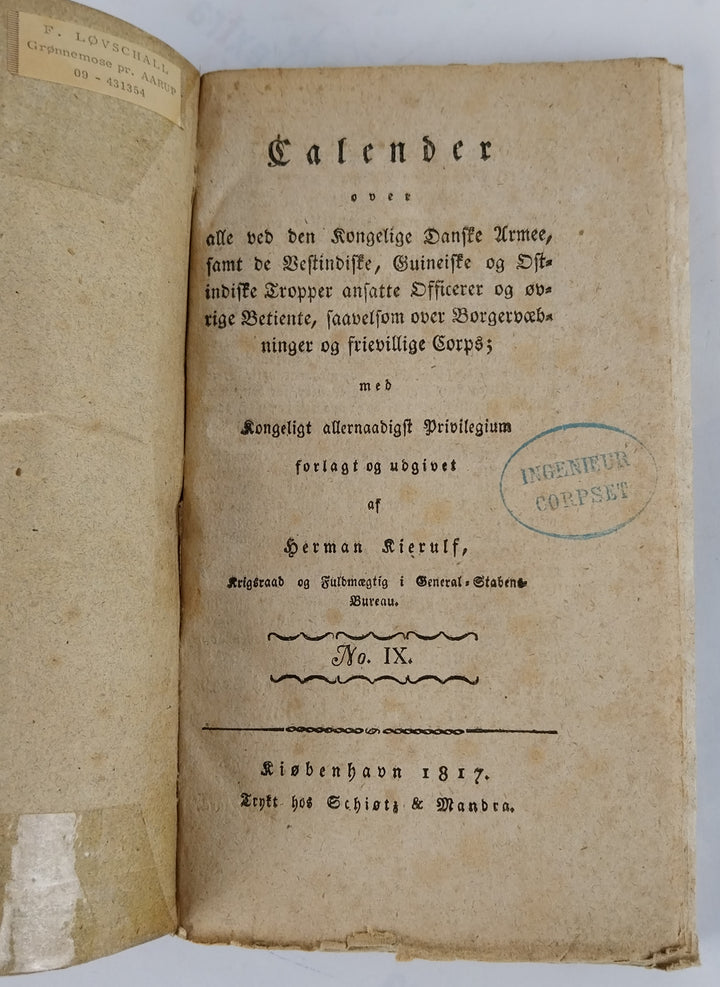 F. LØVSCHALL
Grønnemose pr. AARUP
09 - 431354
Calender
over
alle ved den Kongelige Danske Armee,
samt de Vestindiske, Guineiske og Ost-
indiske Tropper ansatte Officerer og øv-
rige Betiente, saavelsom over Borgervæb-
ninger og frievillige Corps;
med
Kongeligt allernaadigst Privilegium
forlagt og udgivet
af
Herman Kierulf,
Krigsraad og Fuldmægtig i General-Stabens
Bureau.
No. IX.
Kiøbenhavn 1817.
Trykt hos Schiøtz & Mandra.
INGENIEUR
CORPSET